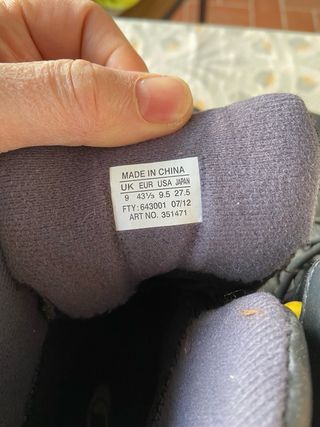 MADE IN CHINA
UK EUR USA JAPAN
9 43⅓ 9.5 27.5
FTY: 643001 07/12
ART NO. 351471